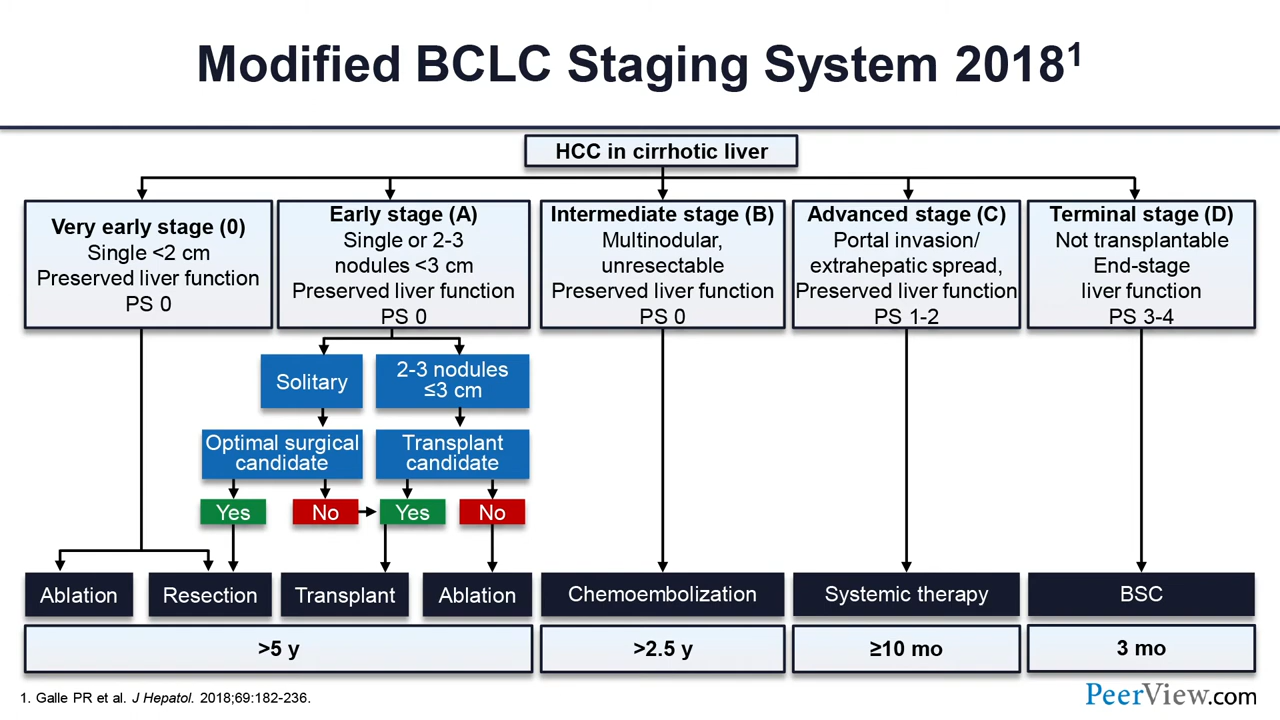 Modified BCLC Staging System 2018¹
HCC in cirrhotic liver
Very early stage (0)
Single <2 cm
Preserved liver function
PS 0
Early stage (A)
Single or 2-3
nodules <3 cm
Preserved liver function
PS 0
Intermediate stage (B)
Multinodular,
unresectable
Preserved liver function
PS 0
Advanced stage (C)
Portal invasion/
extrahepatic spread,
Preserved liver function
PS 1-2
Terminal stage (D)
Not transplantable
End-stage
liver function
PS 3-4
Solitary
2-3 nodules
≤3 cm
Optimal surgical
candidate
Transplant
candidate
Yes
No
Yes
No
Ablation
Resection
Transplant
Ablation
Chemoembolization
Systemic therapy
BSC
>5 y
>2.5 y
≥10 mo
3 mo
1. Galle PR et al. J Hepatol. 2018;69:182-236.
PeerView.com